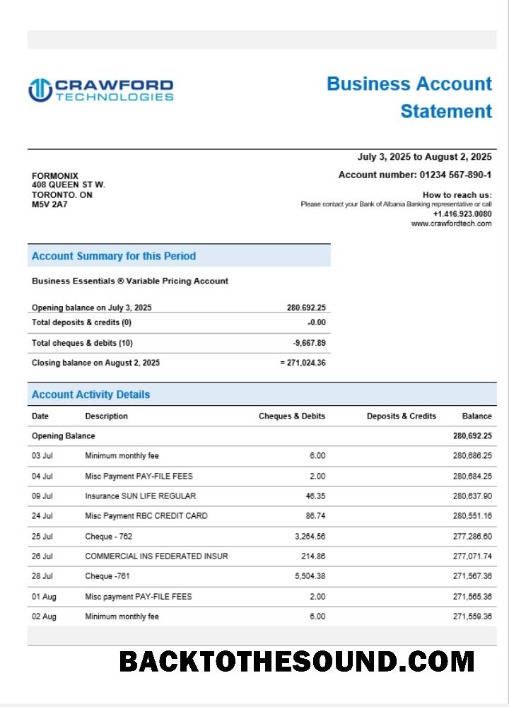 CRAWFORD
TECHNOLOGIES
Business Account
Statement
July 3, 2025 to August 2, 2025
Account number: 01234 567-890-1
FORMONIX
408 QUEEN ST W.
TORONTO. ON
M5V 2A7
How to reach us:
Please contact your Bank of Albania Banking representative or call
+1.416.923.0080
www.crawfordtech.com
Account Summary for this Period
Business Essentials ® Variable Pricing Account
Opening balance on July 3, 2025 280.692.25
Total deposits & credits (0) -0.00
Total cheques & debits (10) -9,667.89
Closing balance on August 2, 2025 = 271,024.36
Account Activity Details
Date Description Cheques & Debits Deposits & Credits Balance
Opening Balance 280,692.25
03 Jul Minimum monthly fee 6.00 280,686.25
04 Jul Misc Payment PAY-FILE FEES 2.00 280,684.25
09 Jul Insurance SUN LIFE REGULAR 46.35 280,637.90
24 Jul Misc Payment RBC CREDIT CARD 86.74 280,551.16
25 Jul Cheque - 762 3,264.56 277,286.60
26 Jul COMMERCIAL INS FEDERATED INSUR 214.86 277,071.74
28 Jul Cheque -761 5,504.38 271,567.36
01 Aug Misc payment PAY-FILE FEES 2.00 271,565.36
02 Aug Minimum monthly fee 6.00 271,559.36
BACKTOTHESOUND.COM